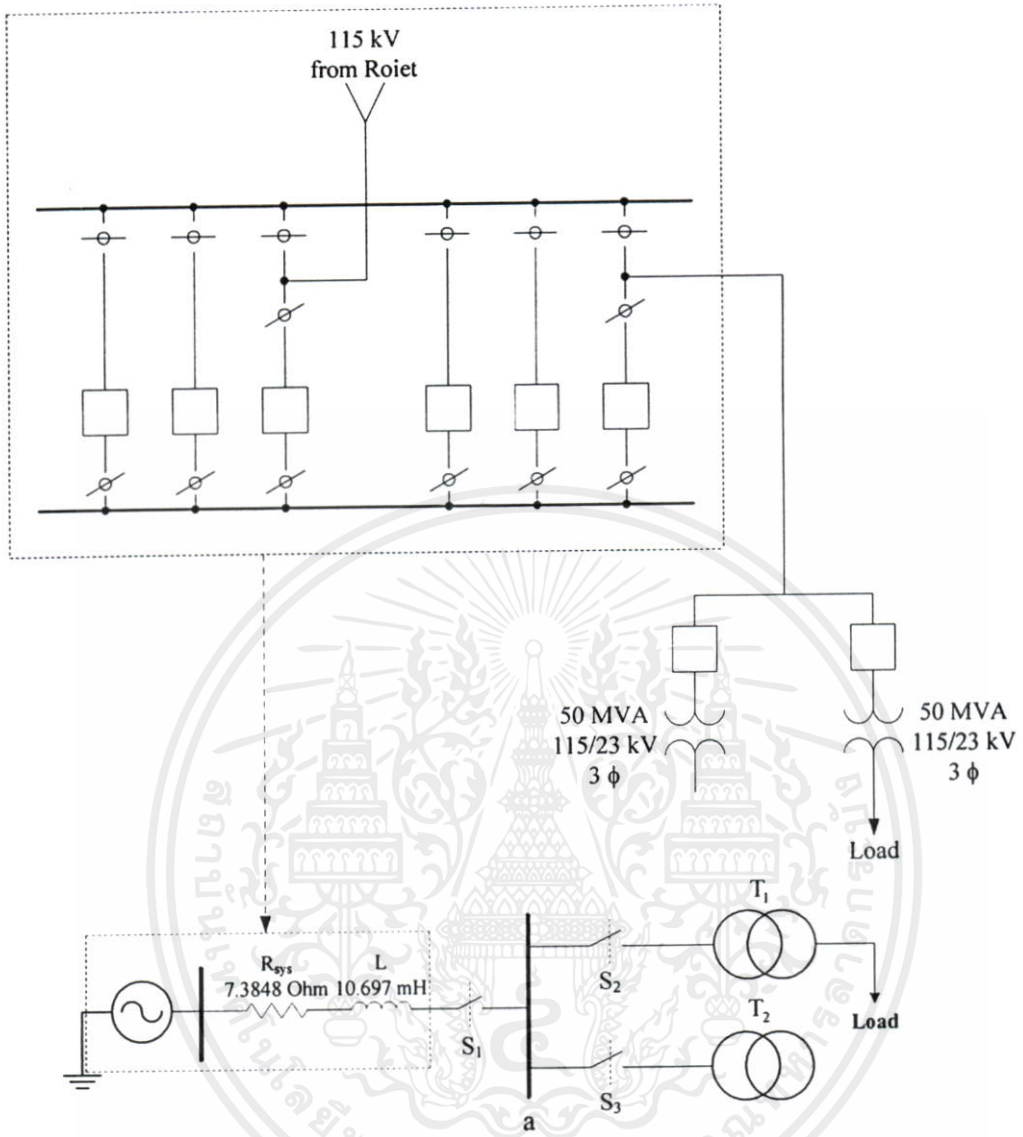 115 kV
from Roiet
50 MVA
115/23 kV
3 ϕ
50 MVA
115/23 kV
3 ϕ
Load
R_sys
7.3848 Ohm
L
10.697 mH
S₁
S₂
S₃
T₁
T₂
Load
a